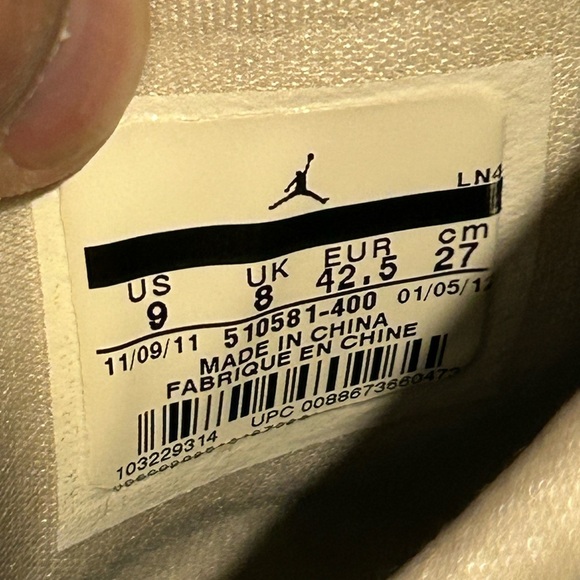 LN4
US UK EUR cm
9 8 42.5 27
11/09/11 510581-400 01/05/12
MADE IN CHINA
FABRIQUE EN CHINE
103229314 UPC 00886736604